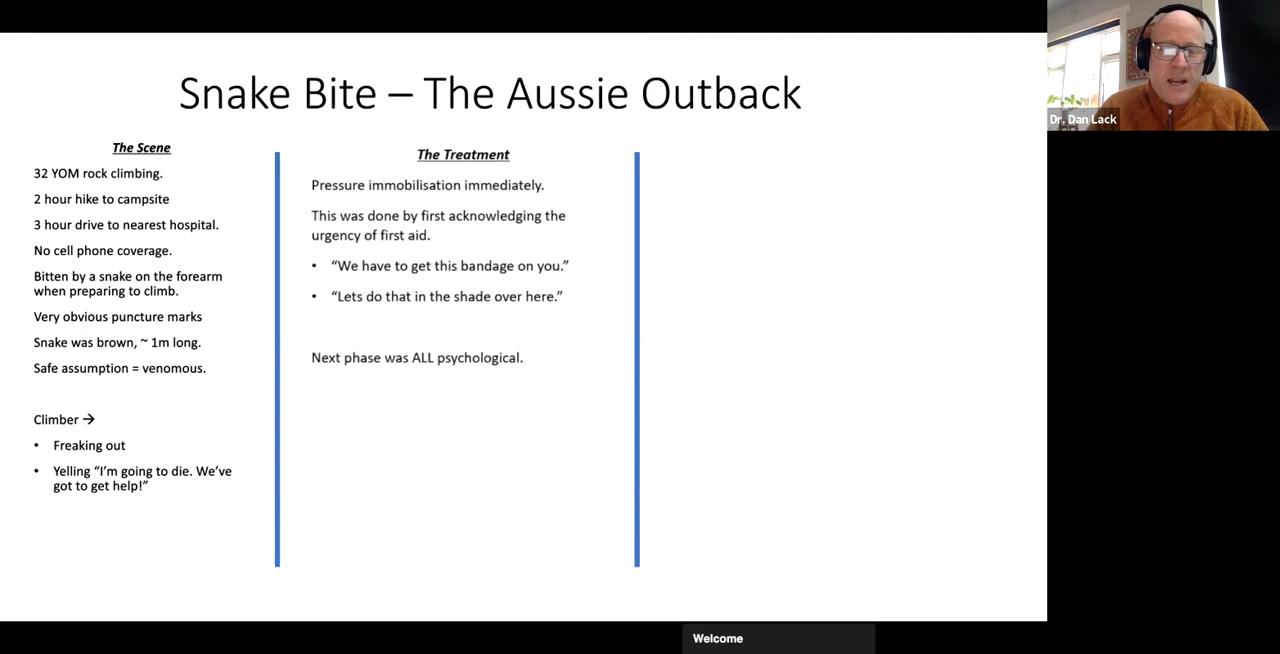 Snake Bite – The Aussie Outback
The Scene
32 YOM rock climbing.
2 hour hike to campsite
3 hour drive to nearest hospital.
No cell phone coverage.
Bitten by a snake on the forearm
when preparing to climb.
Very obvious puncture marks
Snake was brown, ~ 1m long.
Safe assumption = venomous.
Climber →
• Freaking out
• Yelling “I’m going to die. We’ve
got to get help!”
The Treatment
Pressure immobilisation immediately.
This was done by first acknowledging the
urgency of first aid.
• “We have to get this bandage on you.”
• “Lets do that in the shade over here.”
Next phase was ALL psychological.
Dr. Dan Lack
Welcome